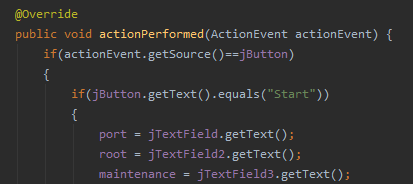 @Override
public void actionPerformed(ActionEvent actionEvent) {
if(actionEvent.getSource()==jButton)
{
if(jButton.getText().equals("Start"))
{
port = jTextField.getText();
root = jTextField2.getText();
maintenance = jTextField3.getText();